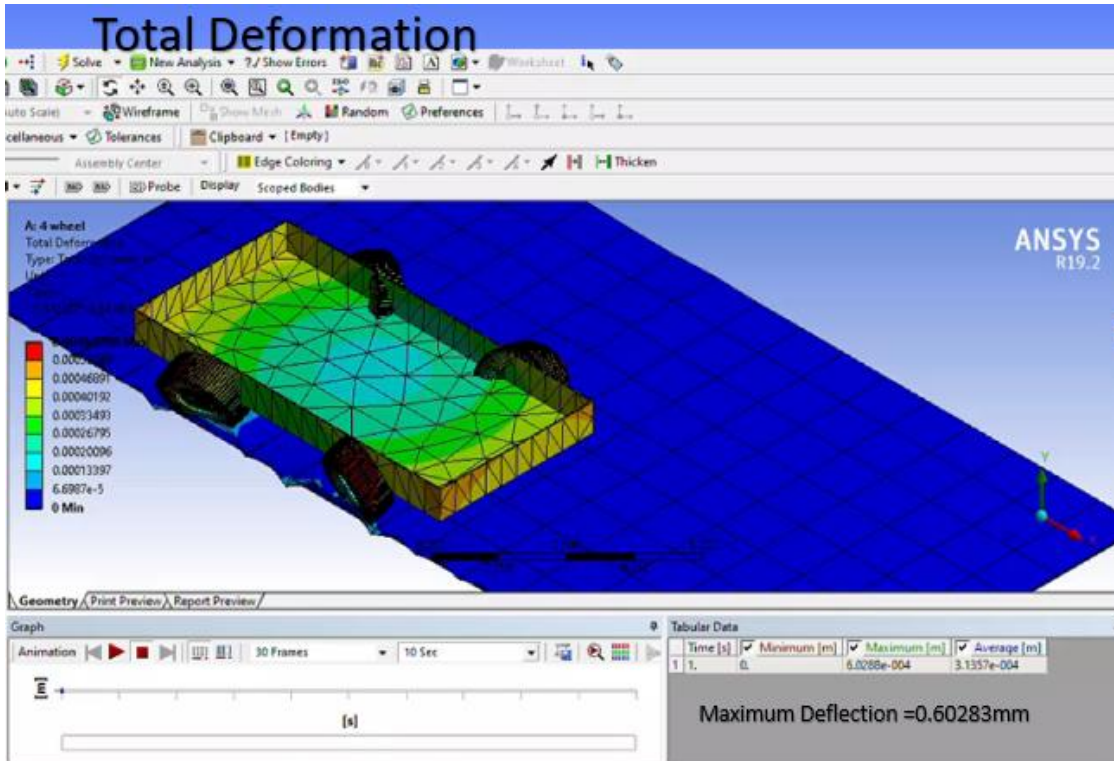 Total Deformation
Solve New Analysis ?/ Show Errors A Worksheet
Wireframe Show Mesh Random Preferences
Tolerances Clipboard [Empty]
Assembly Center Edge Coloring Thicken
Probe Display Scoped Bodies
A: 4 wheel
Total
ANSYS
R19.2
0.00046891
0.00040192
0.00033493
0.00026795
0.00020096
0.00013397
6.6987e-5
0 Min
Y
Geometry Print Preview Report Preview
Graph
Animation 30 Frames 10 Sec
[m]
[s]
Tabular Data
Time [s] Minimum [m] Maximum [m] Average [m]
1 1. 0. 6.0288e-004 3.1357e-004
Maximum Deflection =0.60283mm